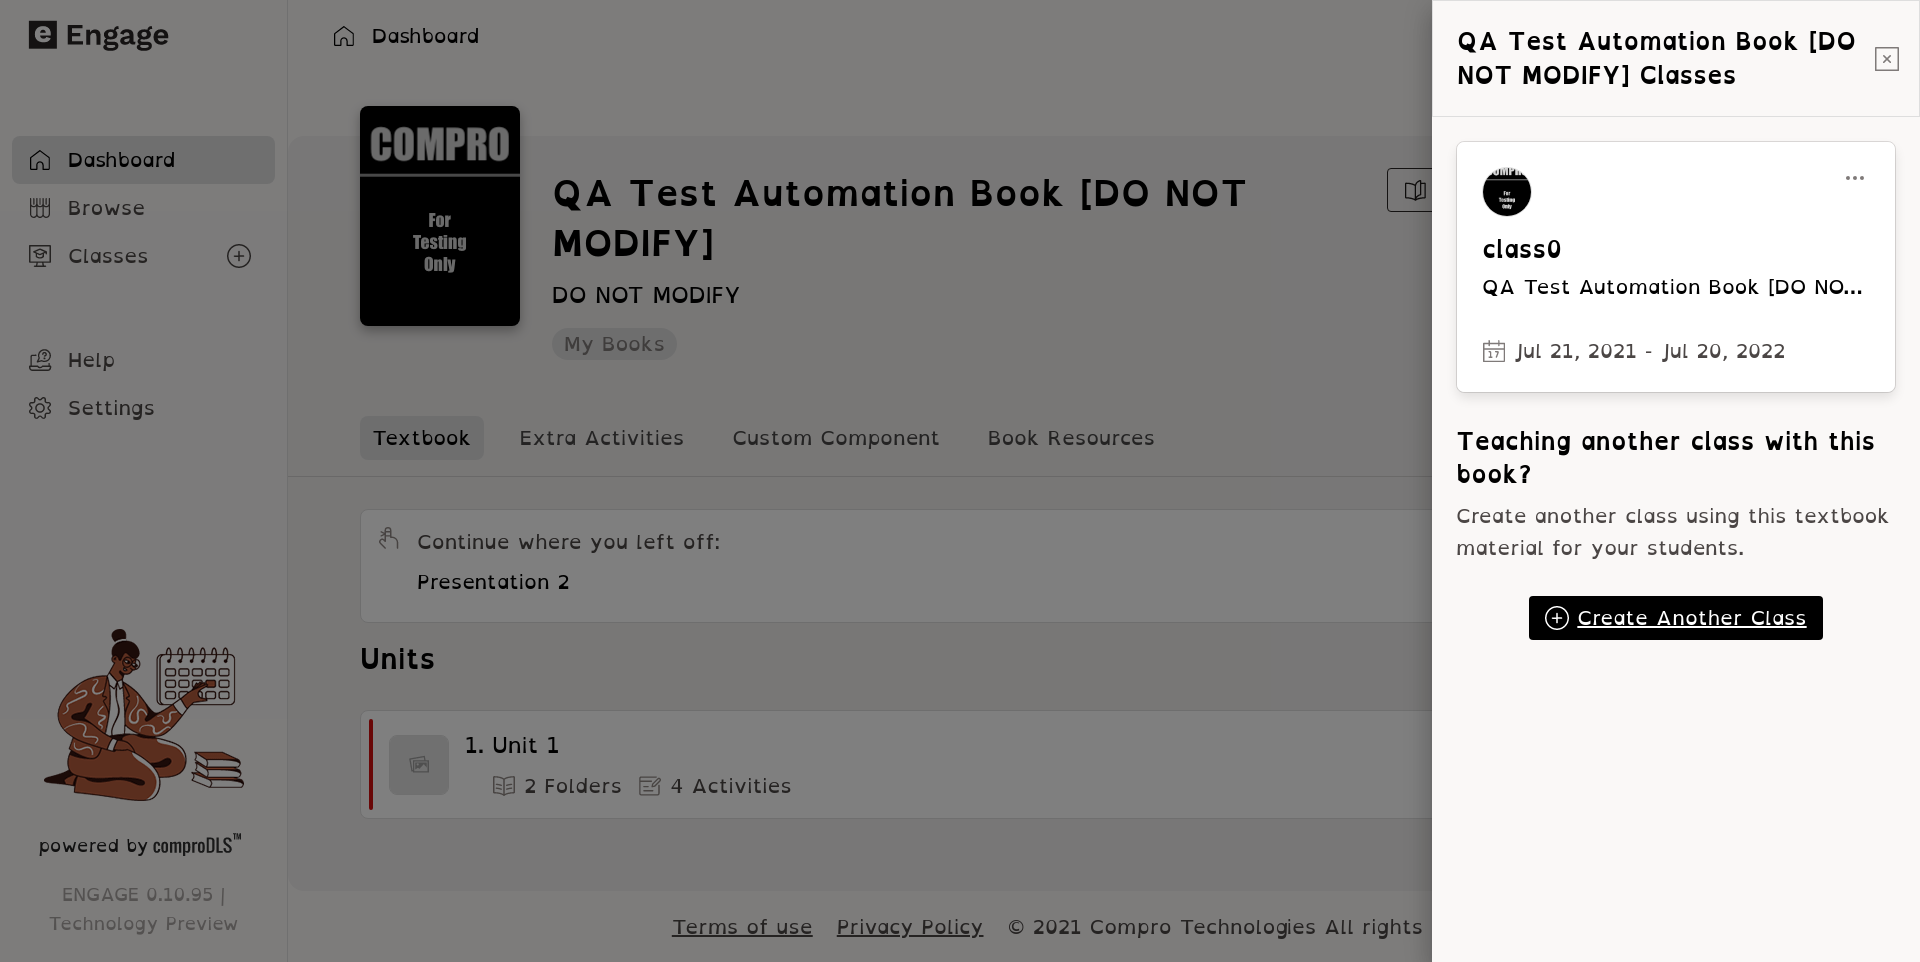 Engage
Dashboard
Browse
Classes
Help
Settings
powered by comproDLS™
ENGAGE 0.10.95 |
Technology Preview
Dashboard
COMPRO
For
Testing
Only
QA Test Automation Book [DO NOT
MODIFY]
DO NOT MODIFY
My Books
Textbook
Extra Activities
Custom Component
Book Resources
Continue where you left off:
Presentation 2
Units
1. Unit 1
2 Folders
4 Activities
Terms of use
Privacy Policy
© 2021 Compro Technologies All rights
QA Test Automation Book [DO
NOT MODIFY] Classes
For
Testing
Only
class0
QA Test Automation Book [DO NO...
17
Jul 21, 2021 - Jul 20, 2022
Teaching another class with this
book?
Create another class using this textbook
material for your students.
Create Another Class